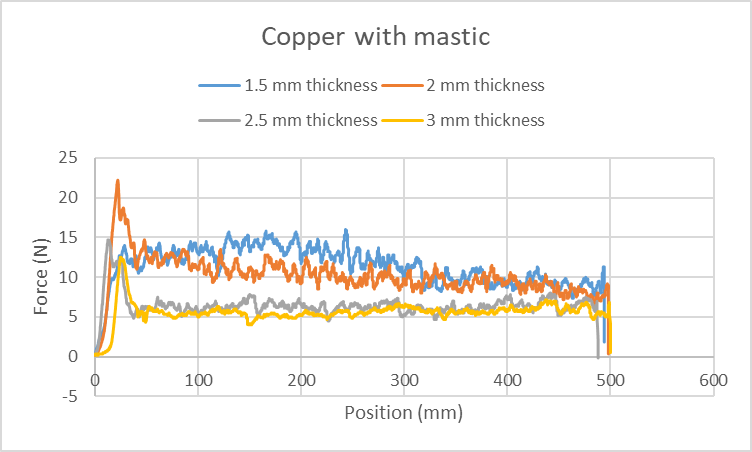 Copper with mastic
1.5 mm thickness 2 mm thickness
2.5 mm thickness 3 mm thickness
25
20
15
10
5
0
-5
0 100 200 300 400 500 600
Force (N)
Position (mm)